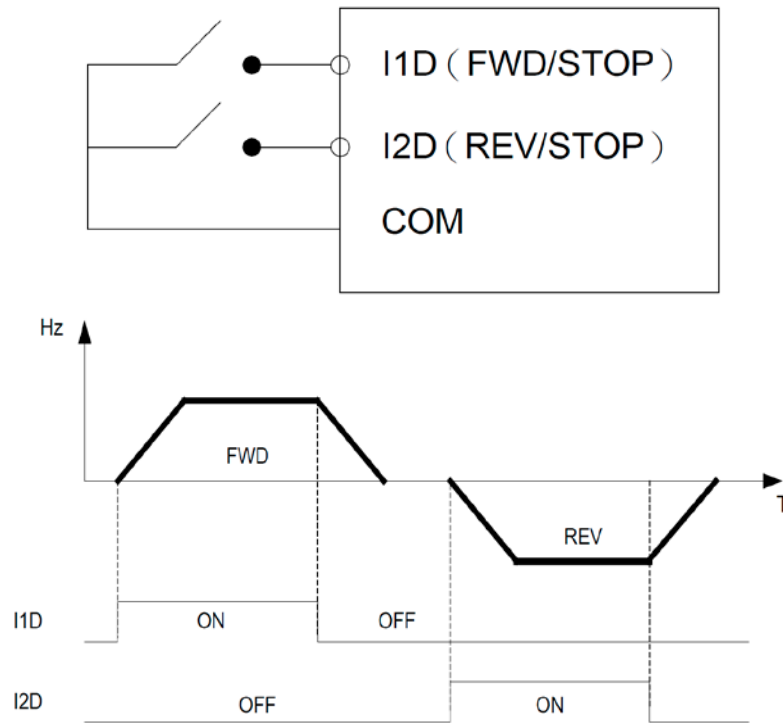 I1D（FWD/STOP）
I2D（REV/STOP）
COM
Hz
FWD
T
REV
I1D ON OFF
I2D OFF ON